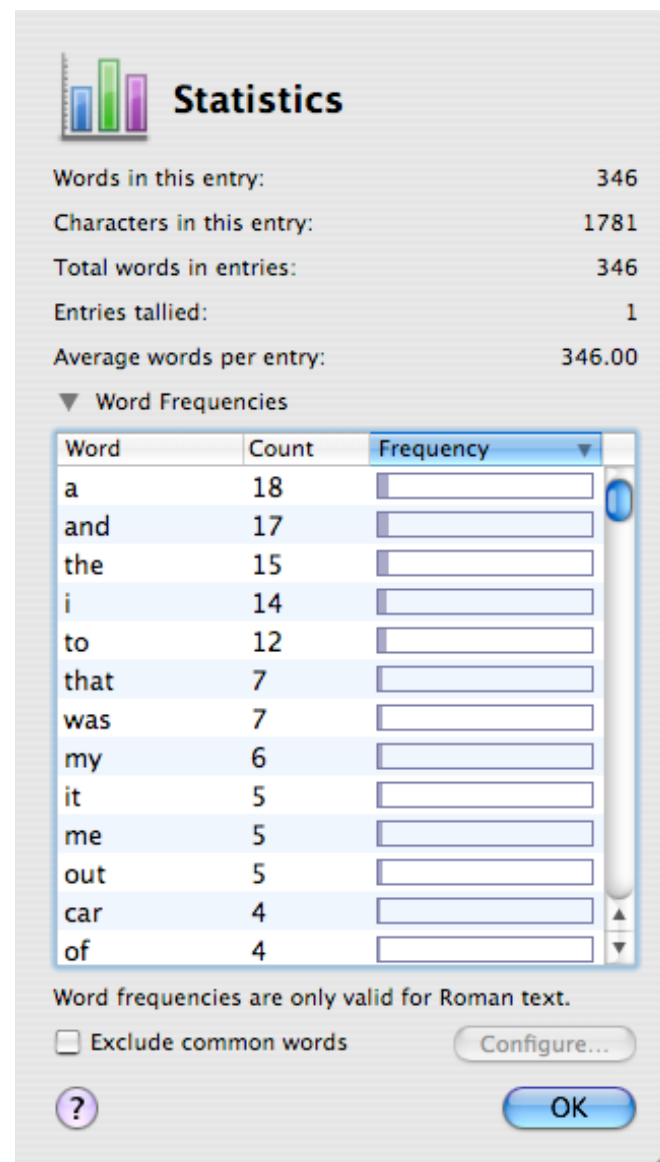 Statistics
Words in this entry: 346
Characters in this entry: 1781
Total words in entries: 346
Entries tallied: 1
Average words per entry: 346.00
Word Frequencies
Word Count Frequency
a 18
and 17
the 15
i 14
to 12
that 7
was 7
my 6
it 5
me 5
out 5
car 4
of 4
Word frequencies are only valid for Roman text.
Exclude common words Configure...
? OK